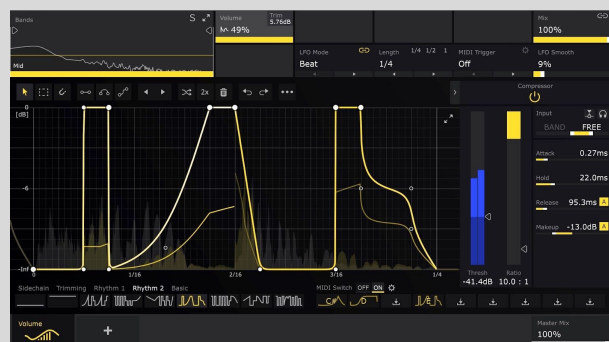 Bands
S
Volume
49%
Trim
5.76dB
Mix
100%
Mid
LFO Mode
Beat
Length
1/4 1/2 1
1/4
MIDI Trigger
Off
LFO Smooth
9%
2x
Compressor
0
[dB]
-6
-Inf
1/16
2/16
3/16
1/4
Input
BAND FREE
Attack 0.27ms
Hold 22.0ms
Release 95.3ms A
Makeup -13.0dB A
Thresh
-41.4dB
Ratio
10.0 : 1
Sidechain Trimming Rhythm 1 Rhythm 2 Basic
MIDI Switch OFF ON
C#
D
E
Volume
+
Master Mix
100%